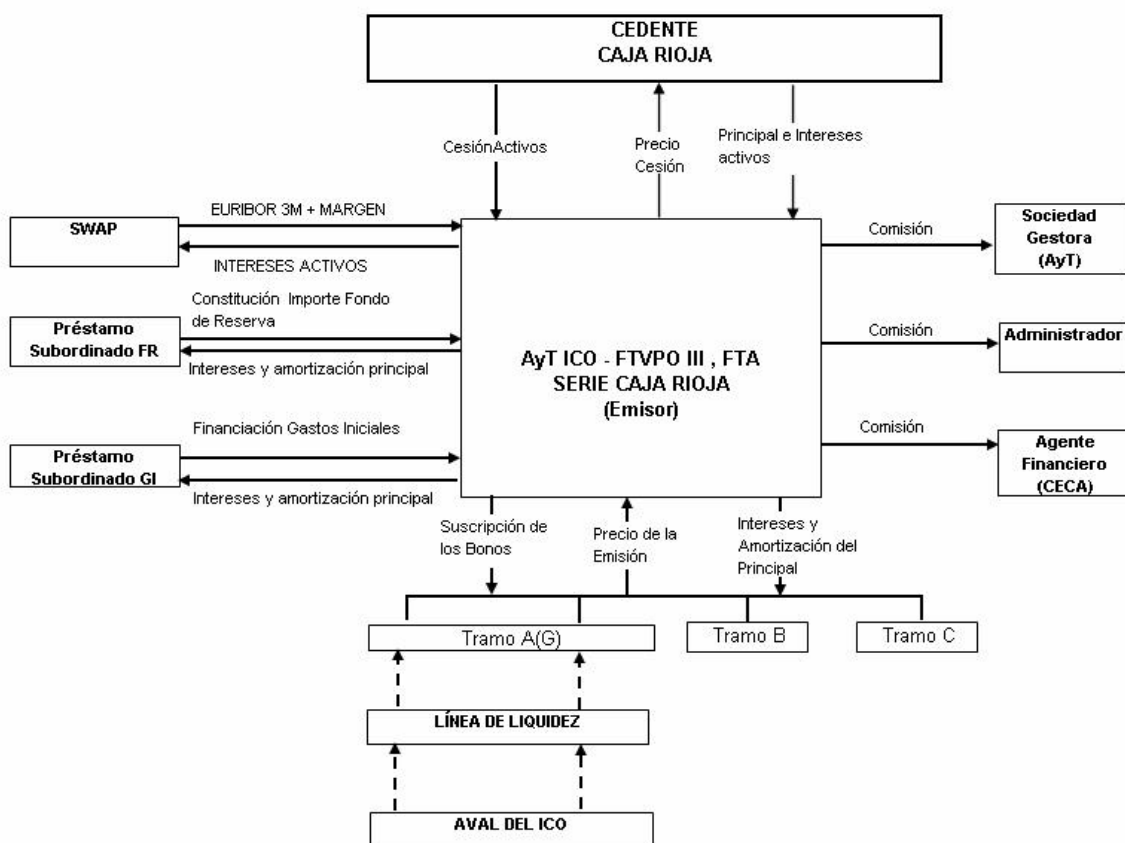 CEDENTE
CAJA RIOJA
CesiónActivos
Precio
Cesión
Principal e Intereses
activos
SWAP
EURIBOR 3M + MARGEN
INTERESES ACTIVOS
Préstamo
Subordinado FR
Constitución Importe Fondo
de Reserva
Intereses y amortización principal
Préstamo
Subordinado GI
Financiación Gastos Iniciales
Intereses y amortización principal
AyT ICO - FTVPO III , FTA
SERIE CAJA RIOJA
(Emisor)
Comisión
Sociedad
Gestora
(AyT)
Comisión
Administrador
Comisión
Agente
Financiero
(CECA)
Suscripción de
los Bonos
Precio de la
Emisión
Intereses y
Amortización del
Principal
Tramo A(G)
Tramo B
Tramo C
LÍNEA DE LIQUIDEZ
AVAL DEL ICO